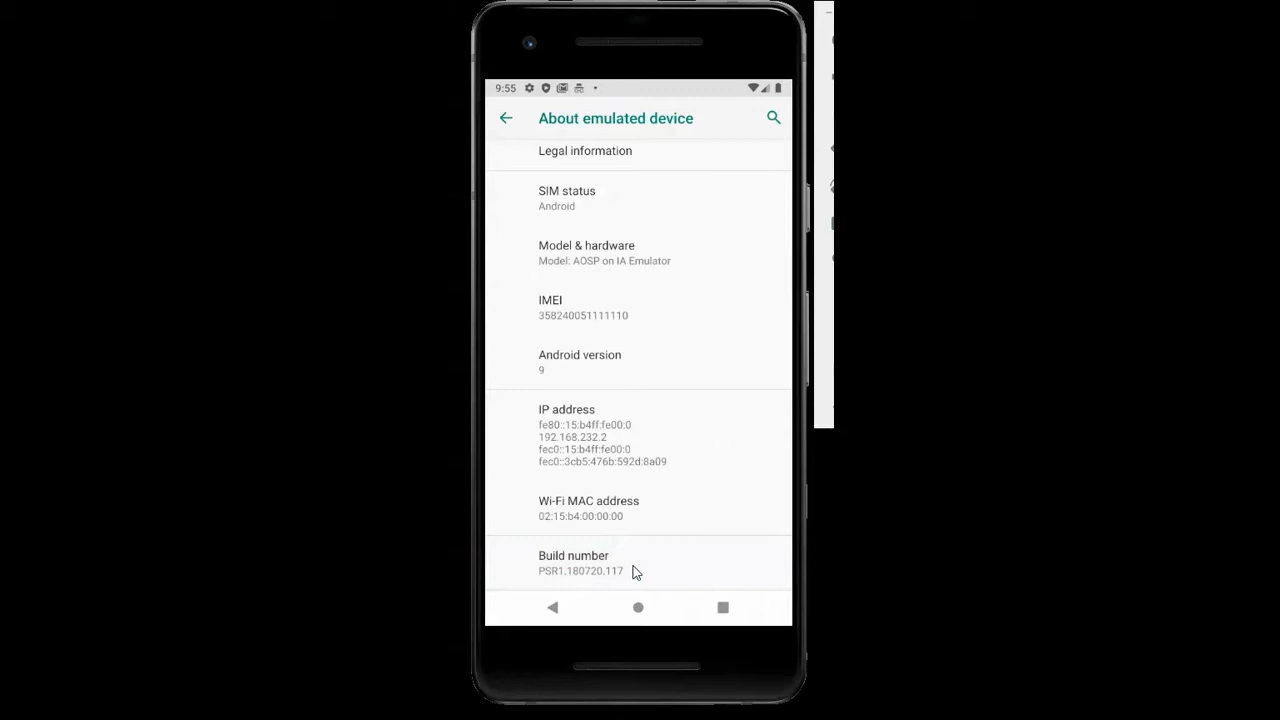 9:55
About emulated device
Legal information
SIM status
Android
Model & hardware
Model: AOSP on IA Emulator
IMEI
358240051111110
Android version
9
IP address
fe80::15:b4ff:fe00:0
192.168.232.2
fec0::15:b4ff:fe00:0
fec0::3cb5:476b:592d:8a09
Wi-Fi MAC address
02:15:b4:00:00:00
Build number
PSR1.180720.117